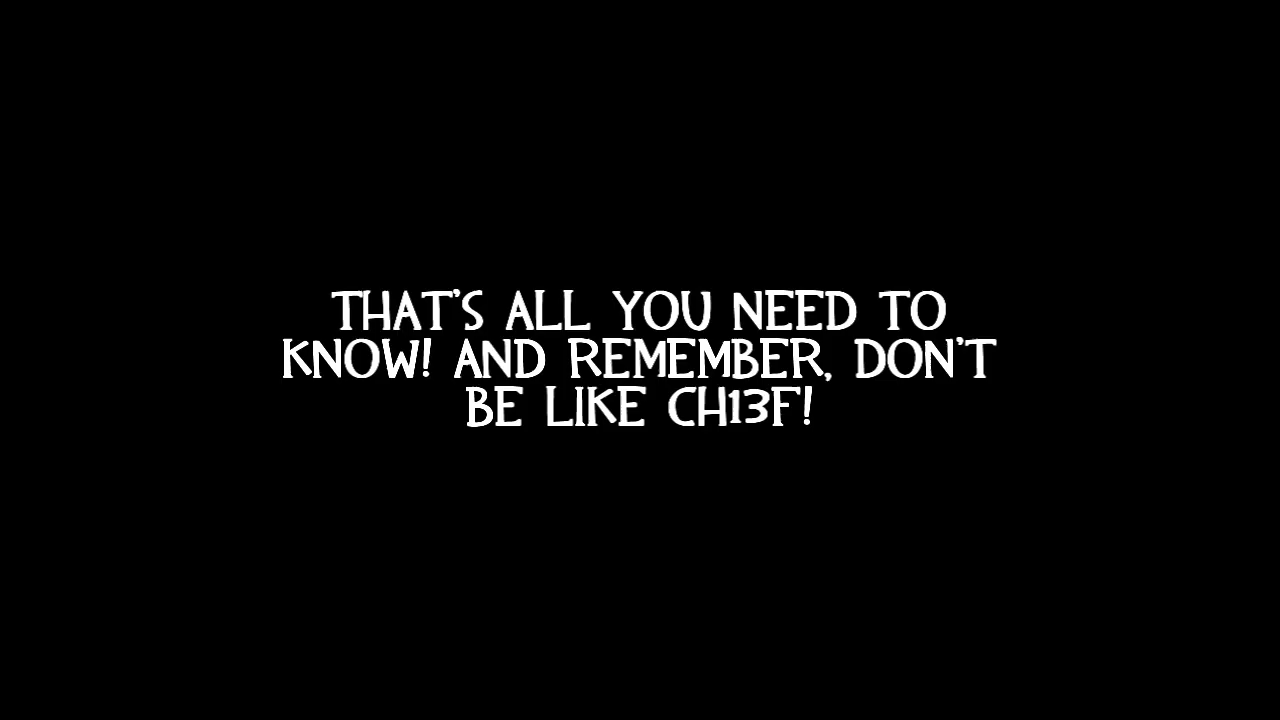 THAT'S ALL YOU NEED TO
KNOW! AND REMEMBER, DON'T
BE LIKE CH13F!